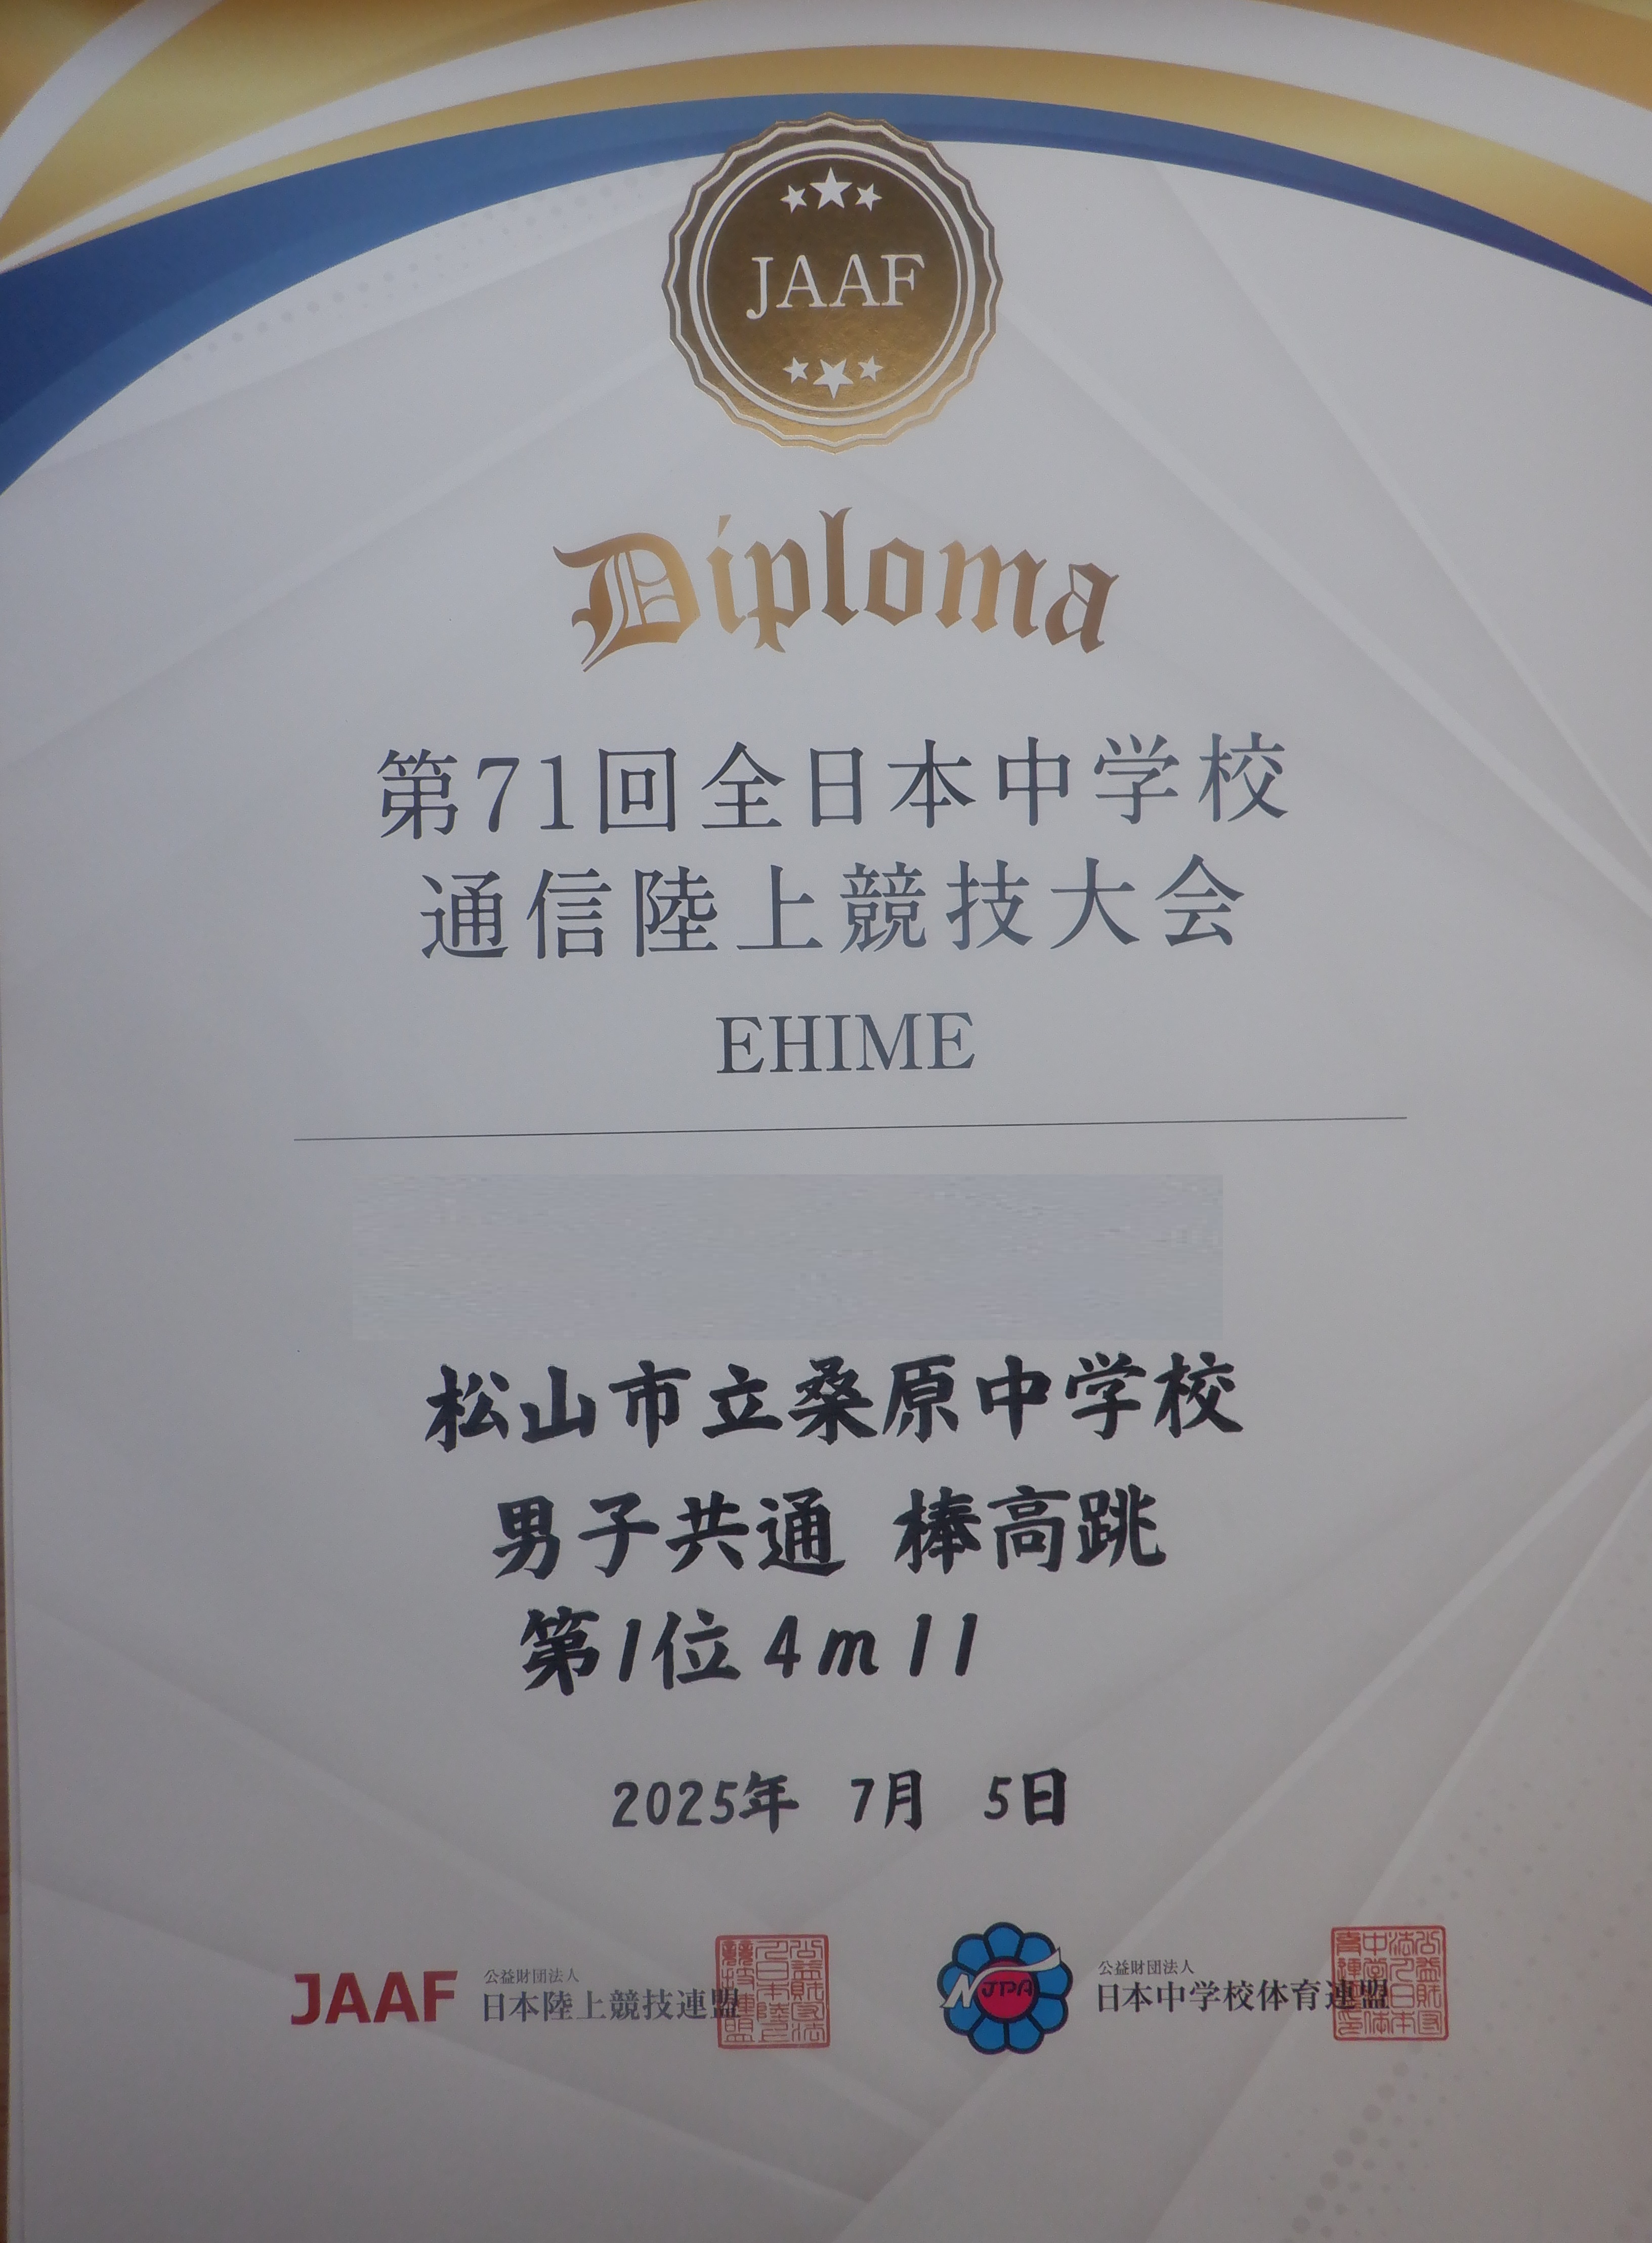 JAAF
Diploma
第71回全日本中学校
通信陸上競技大会
EHIME
松山市立桑原中学校
男子共通 棒高跳
第1位4m11
2025年 7月 5日
JAAF 公益財団法人
日本陸上競技連盟
NJPA 公益財団法人
日本中学校体育連盟